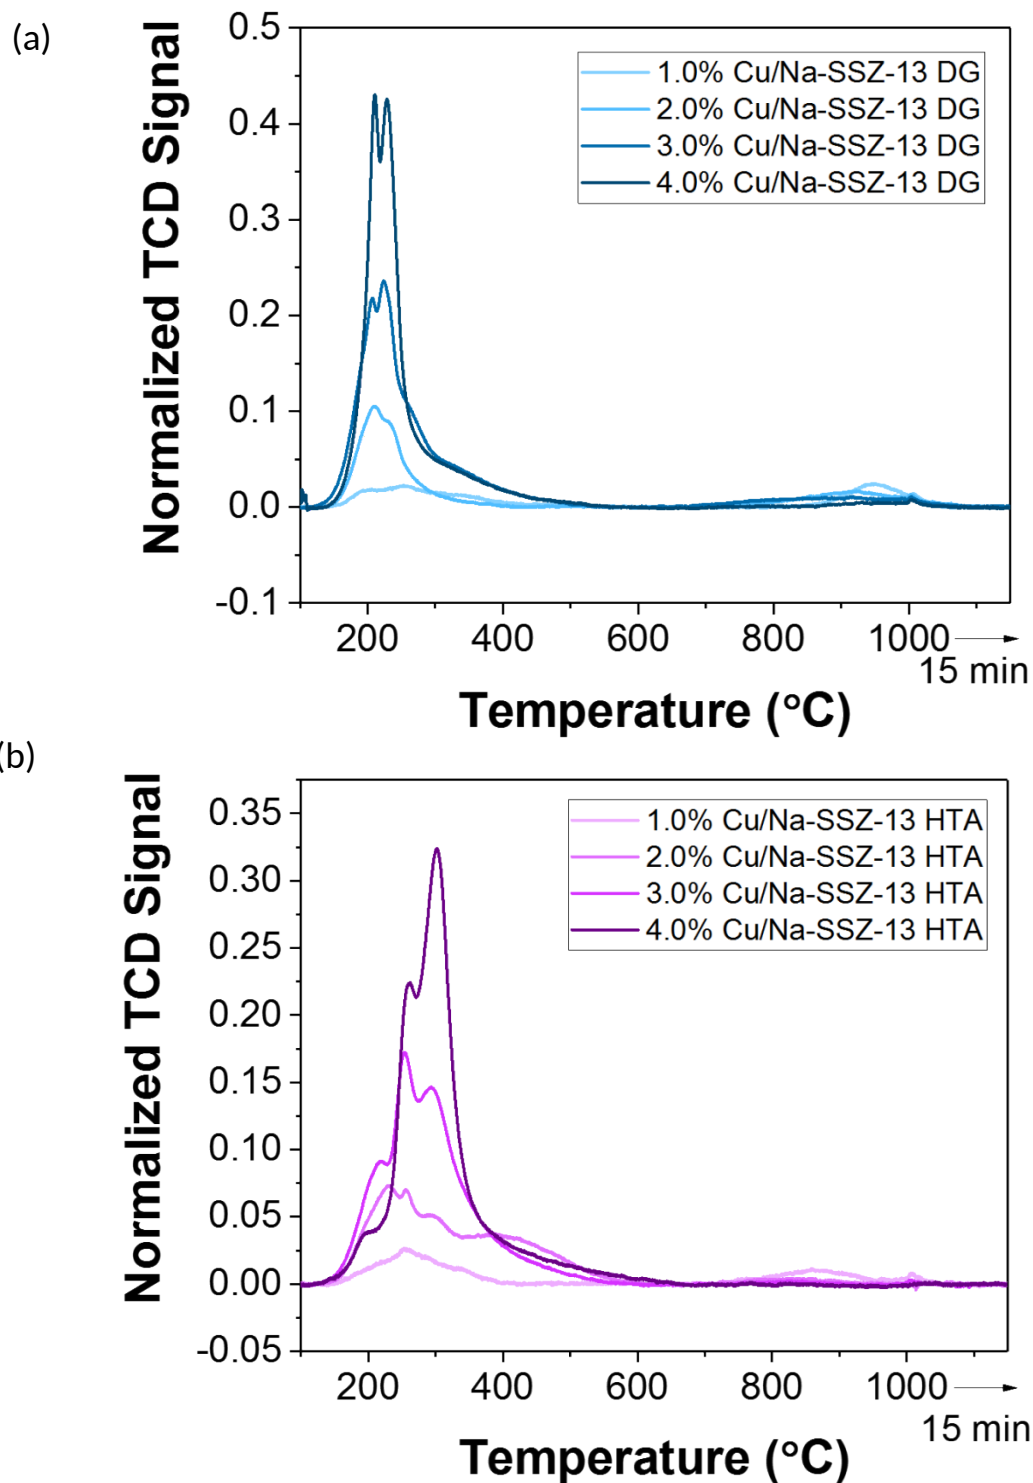 (a)
Normalized TCD Signal
0.5
0.4
0.3
0.2
0.1
0.0
-0.1
1.0% Cu/Na-SSZ-13 DG
2.0% Cu/Na-SSZ-13 DG
3.0% Cu/Na-SSZ-13 DG
4.0% Cu/Na-SSZ-13 DG
200 400 600 800 1000
15 min
Temperature (°C)
(b)
Normalized TCD Signal
0.35
0.30
0.25
0.20
0.15
0.10
0.05
0.00
-0.05
1.0% Cu/Na-SSZ-13 HTA
2.0% Cu/Na-SSZ-13 HTA
3.0% Cu/Na-SSZ-13 HTA
4.0% Cu/Na-SSZ-13 HTA
200 400 600 800 1000
15 min
Temperature (°C)